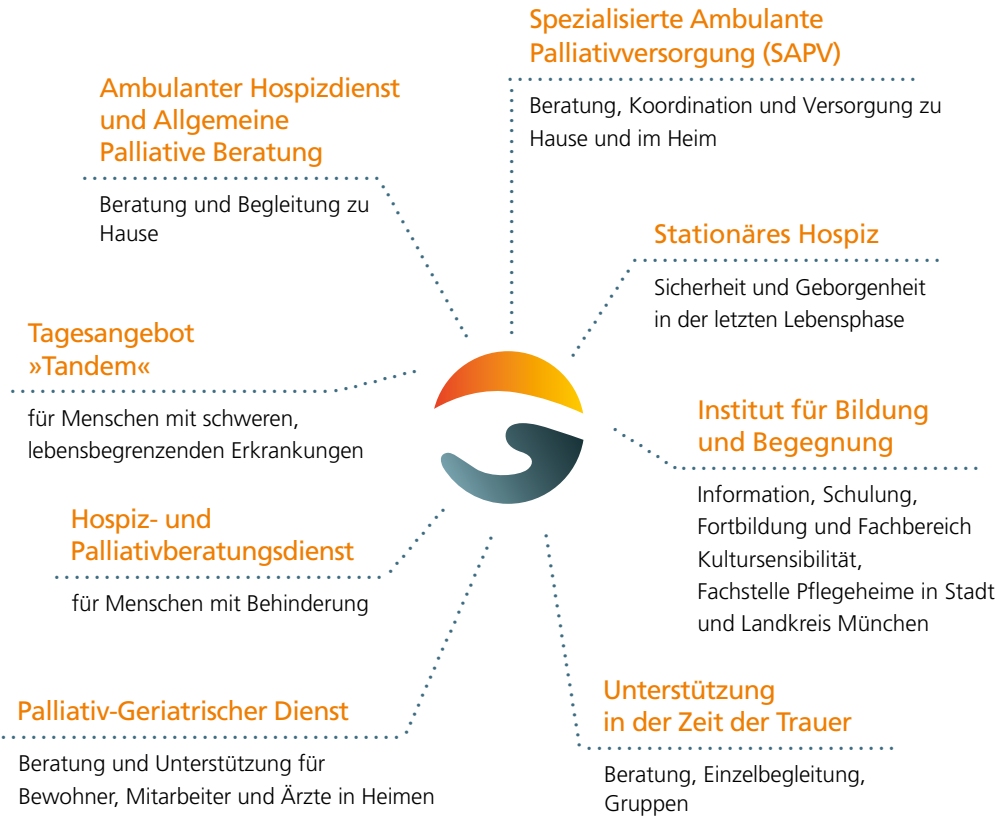 Spezialisierte Ambulante
Palliativversorgung (SAPV)
Beratung, Koordination und Versorgung zu
Hause und im Heim
Ambulanter Hospizdienst
und Allgemeine
Palliative Beratung
Beratung und Begleitung zu
Hause
Stationäres Hospiz
Sicherheit und Geborgenheit
in der letzten Lebensphase
Tagesangebot
»Tandem«
für Menschen mit schweren,
lebensbegrenzenden Erkrankungen
Institut für Bildung
und Begegnung
Information, Schulung,
Fortbildung und Fachbereich
Kultursensibilität,
Fachstelle Pflegeheime in Stadt
und Landkreis München
Hospiz- und
Palliativberatungsdienst
für Menschen mit Behinderung
Palliativ-Geriatrischer Dienst
Beratung und Unterstützung für
Bewohner, Mitarbeiter und Ärzte in Heimen
Unterstützung
in der Zeit der Trauer
Beratung, Einzelbegleitung,
Gruppen